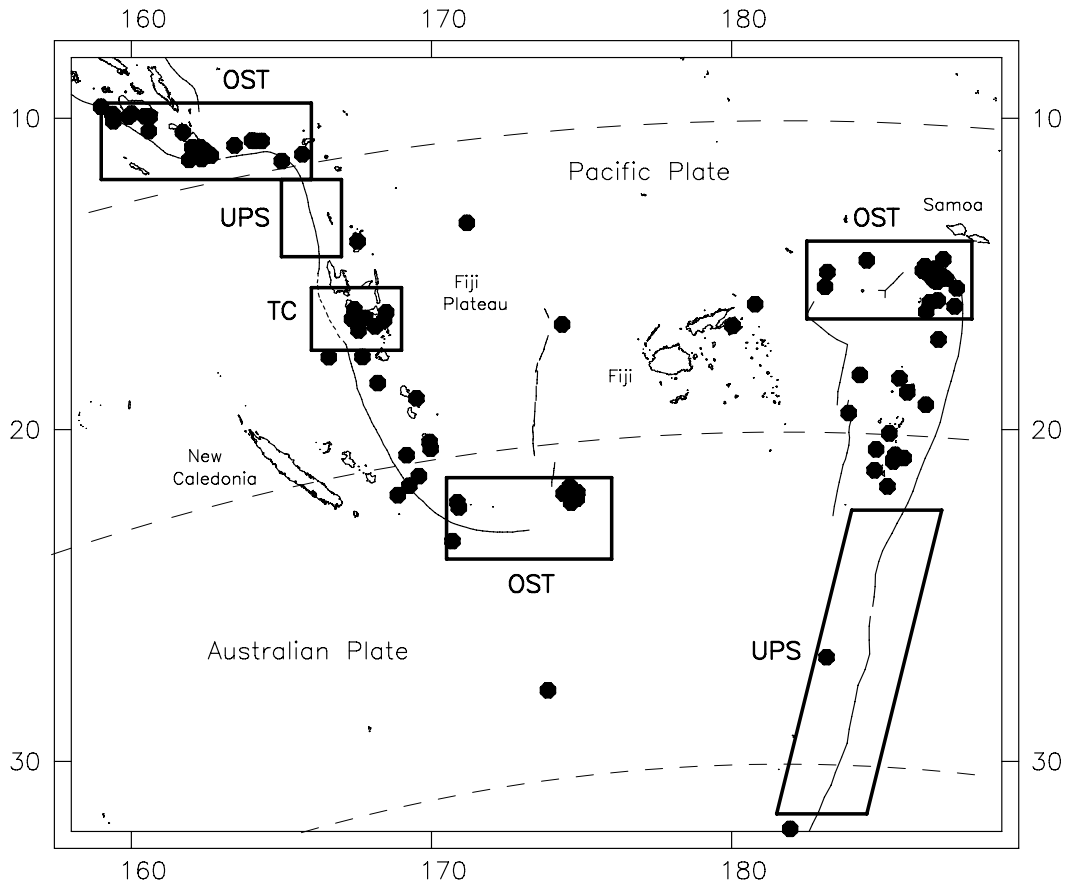 160 170 180
OST
10 10
Pacific Plate
UPS
OST
Samoa
TC
Fiji
Plateau
Fiji
20 20
New
Caledonia
OST
Australian Plate
UPS
30 30
160 170 180